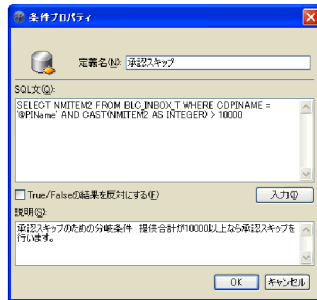 条件プロパティ
定義名(N): 承認スキップ
SQL文(Q):
SELECT NMITEM2 FROM BLC_INBOX_T WHERE CDPINAME =
'@PIName' AND CAST(NMITEM2 AS INTEGER) > 10000
True/Falseの結果を反対にする(F)
入力(I)
説明(S):
承認スキップのための分岐条件 提供合計が10000以上なら承認スキップを
行います。
OK キャンセル